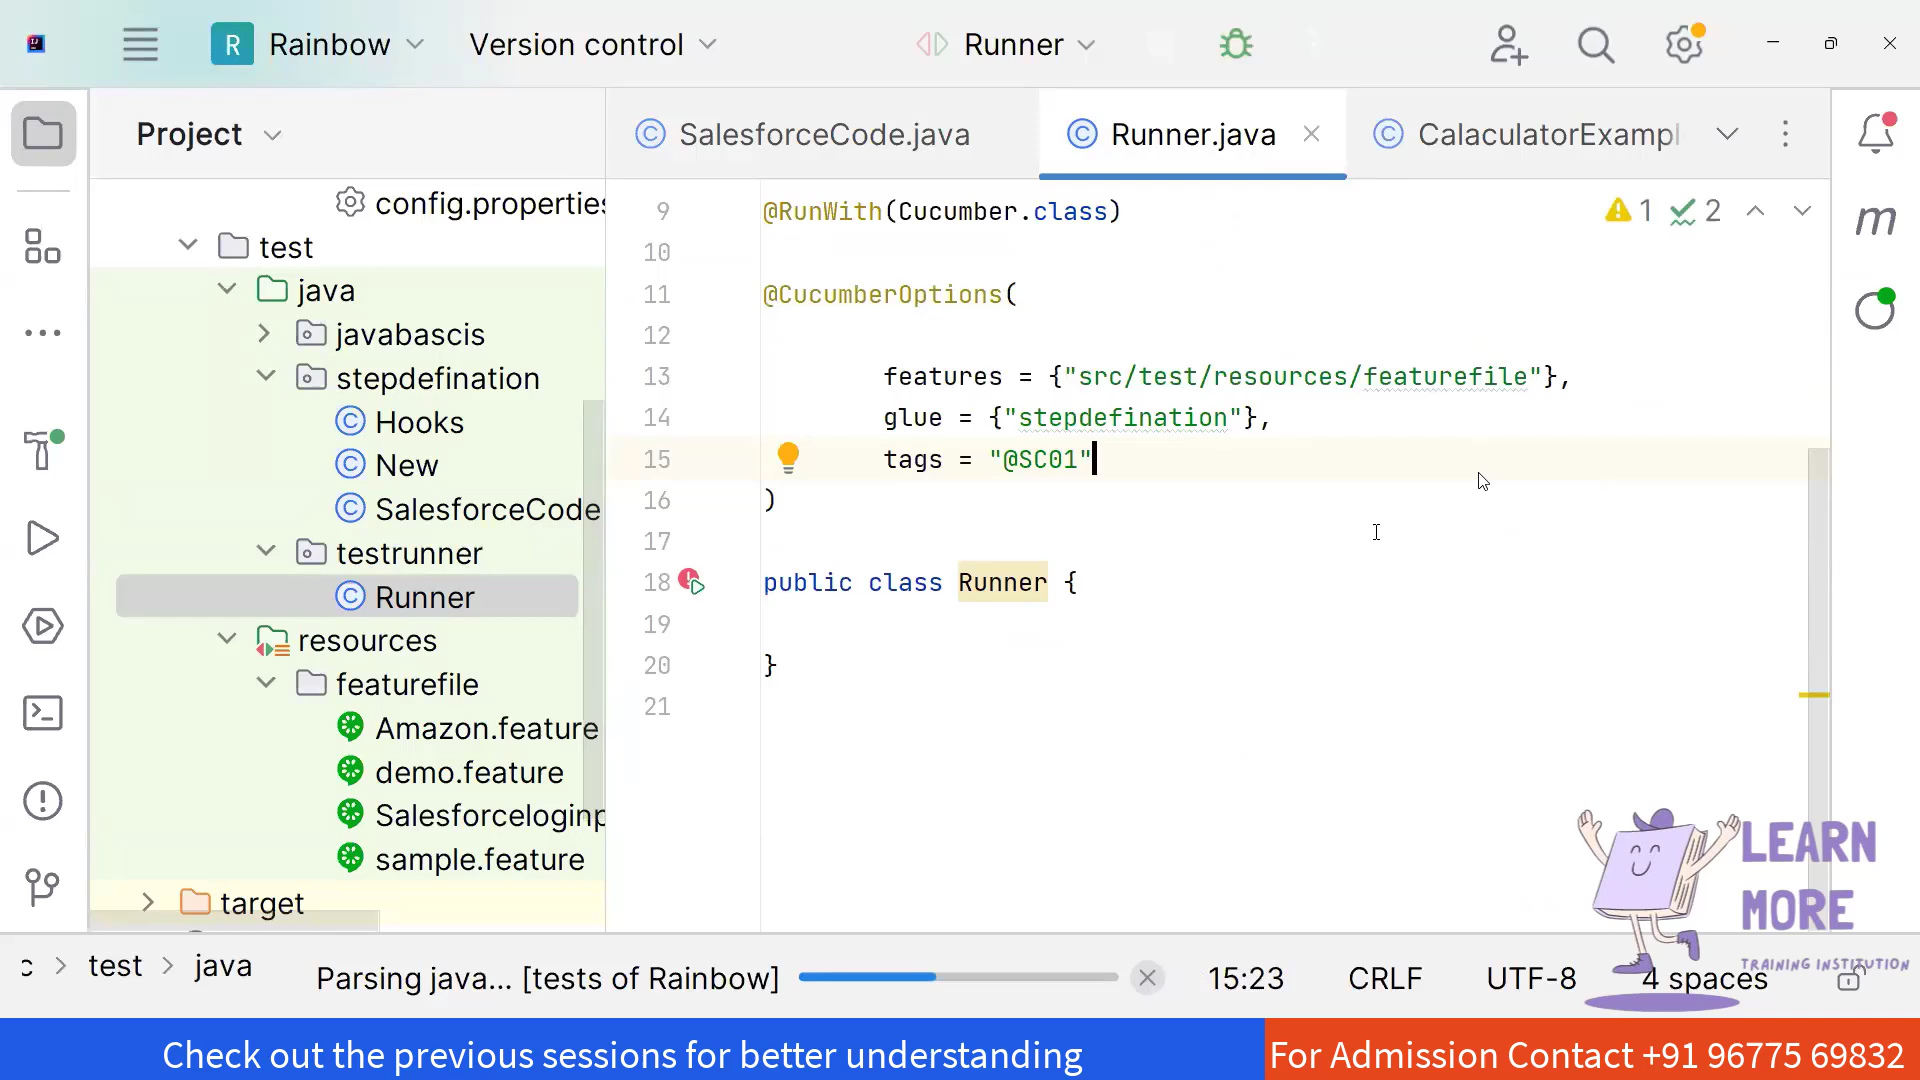 R Rainbow Version control Runner
Project
SalesforceCode.java Runner.java CalaculatorExampl
config.properties
test
java
javabascis
stepdefination
Hooks
New
SalesforceCode
testrunner
Runner
resources
featurefile
Amazon.feature
demo.feature
Salesforceloginp
sample.feature
target
9 @RunWith(Cucumber.class)
1 2
10
11 @CucumberOptions(
12
13 features = {"src/test/resources/featurefile"},
14 glue = {"stepdefination"},
15 tags = "@SC01"
16 )
17
18 public class Runner {
19
20 }
21
m
LEARN
MORE
TRAINING INSTITUTION
c > test > java Parsing java... [tests of Rainbow] 15:23 CRLF UTF-8 4 spaces
Check out the previous sessions for better understanding
For Admission Contact +91 96775 69832